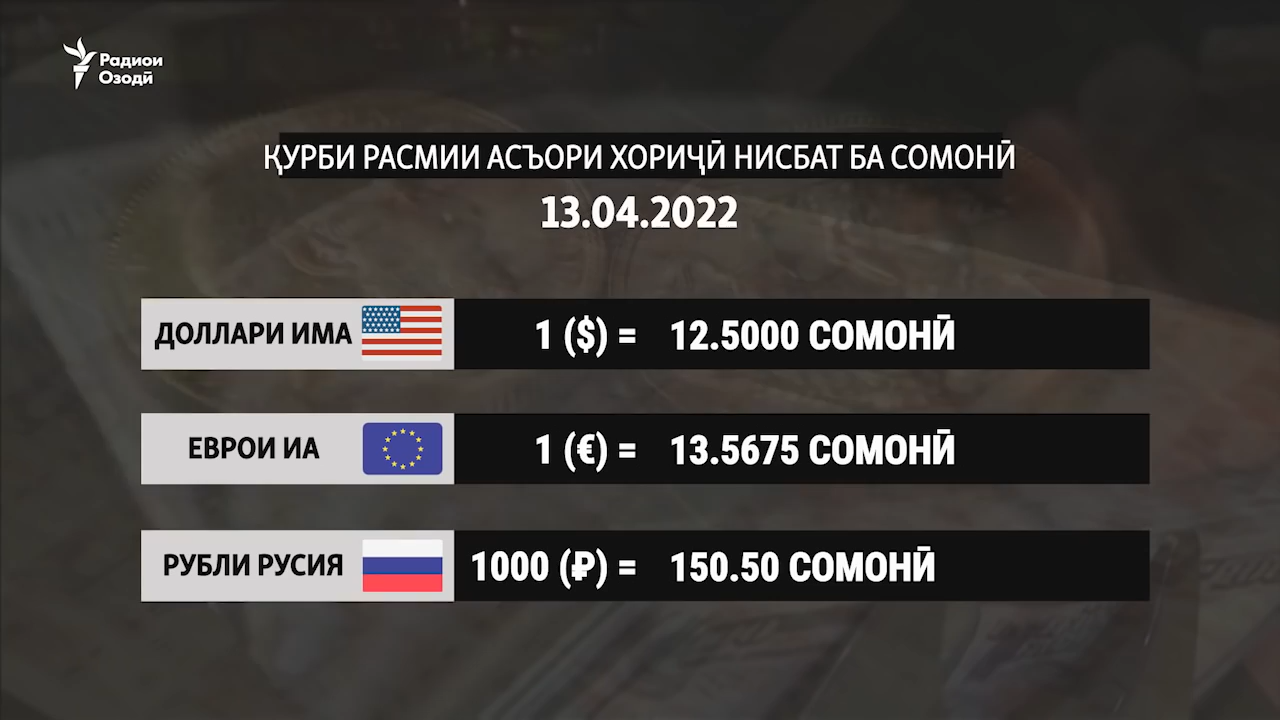 Радиои
Озодӣ
ҚУРБИ РАСМИИ АСЪОРИ ХОРИҶӢ НИСБАТ БА СОМОНӢ
13.04.2022
ДОЛЛАРИ ИМА 1 ($) = 12.5000 СОМОНӢ
ЕВРОИ ИА 1 (€) = 13.5675 СОМОНӢ
РУБЛИ РУСИЯ 1000 (₽) = 150.50 СОМОНӢ